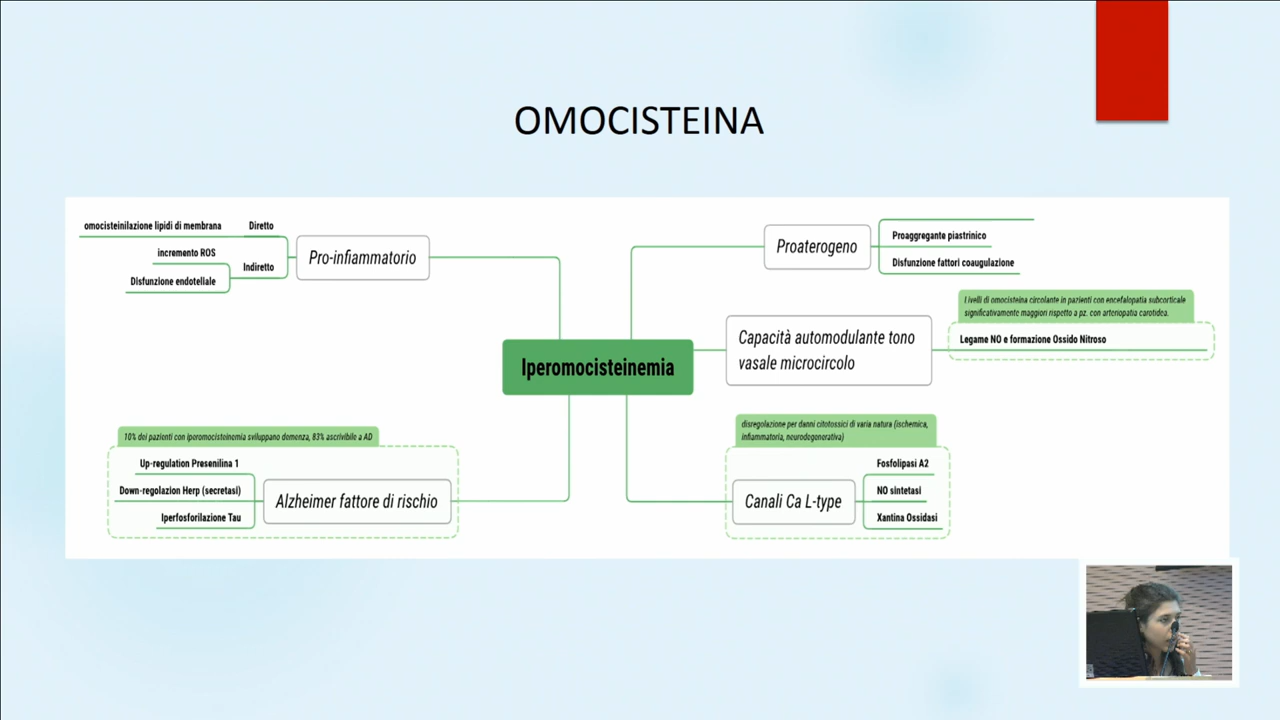 OMOCISTEINA
omocisteinilazione lipidi di membrana
Diretto
incremento ROS
Indiretto
Disfunzione endotellale
Pro-infiammatorio
Proaterogeno
Proaggregante piastrinico
Disfunzione fattori coaugulazione
I ivelli di omocisteina circolante in pazienti con encefalopatia subcorticale
significativamente maggiori rispetto a pz. con arteriopatia carotidea.
Capacità automodulante tono
vasale microcircolo
Legame NO e formazione Ossido Nitroso
Iperomocisteinemia
10% dei pazienti con iperomocisteinemia sviluppano demenza, 83% ascrivibile a AD
Up-regulation Presenilina 1
Down-regolazion Herp (secretasi)
Iperfosforilazione Tau
Alzheimer fattore di rischio
disregolazione per danni citotossici di varia natura (ischemica,
infiammatoria, neurodegenerativa)
Canali Ca L-type
Fosfolipasi A2
NO sintetasi
Xantina Ossidasi